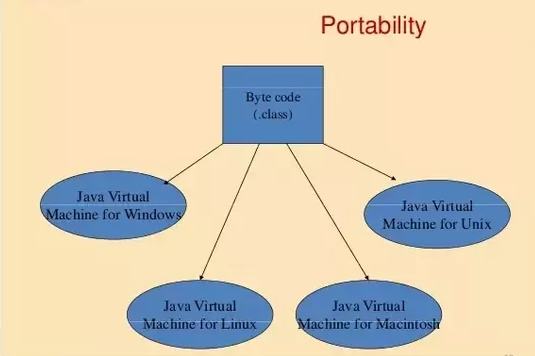 Portability
Byte code
(.class)
Java Virtual
Machine for Windows
Java Virtual
Machine for Unix
Java Virtual
Machine for Linux
Java Virtual
Machine for Macintosh